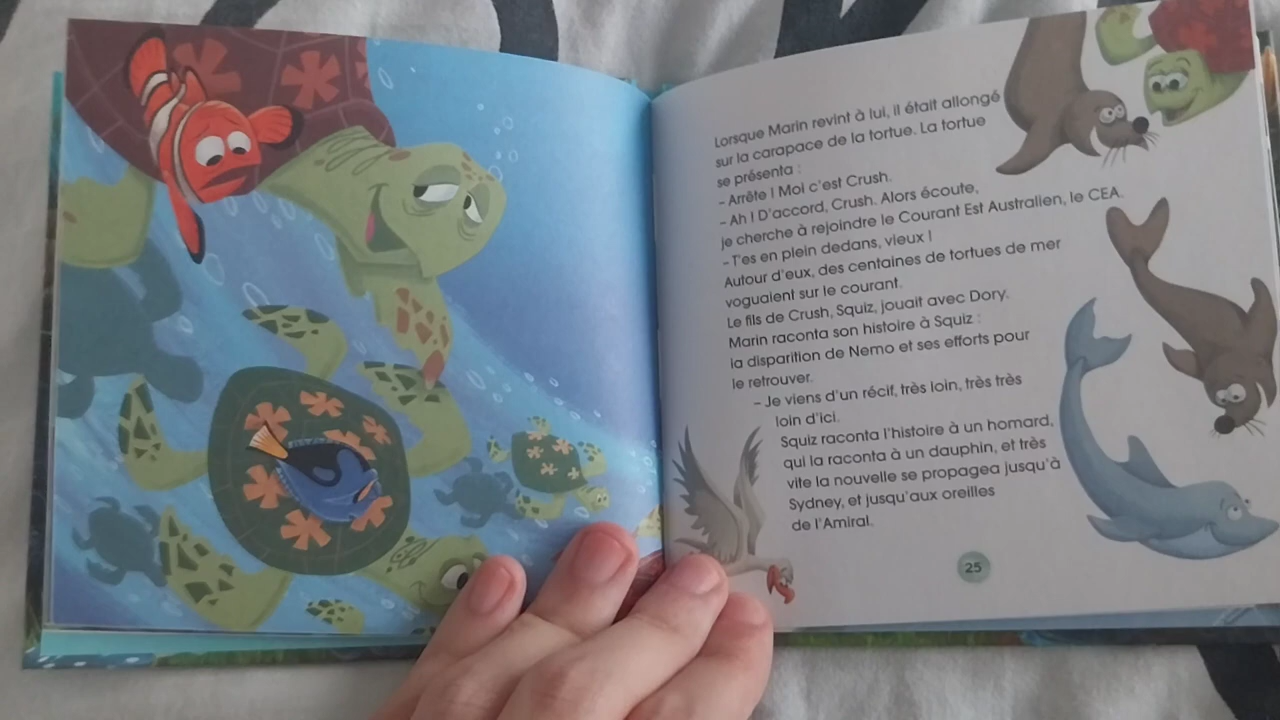 Lorsque Marin revint à lui, il était allongé
sur la carapace de la tortue. La tortue
se présenta :
– Arrête ! Moi c'est Crush.
– Ah ! D'accord, Crush. Alors écoute,
je cherche à rejoindre le Courant Est Australien, le CEA.
– T'es en plein dedans, vieux !
Autour d'eux, des centaines de tortues de mer
voguaient sur le courant.
Le fils de Crush, Squiz, jouait avec Dory.
Marin raconta son histoire à Squiz :
la disparition de Nemo et ses efforts pour
le retrouver.
– Je viens d'un récif, très loin, très très
loin d'ici.
Squiz raconta l'histoire à un homard,
qui la raconta à un dauphin, et très
vite la nouvelle se propagea jusqu'à
Sydney, et jusqu'aux oreilles
de l'Amiral.
25